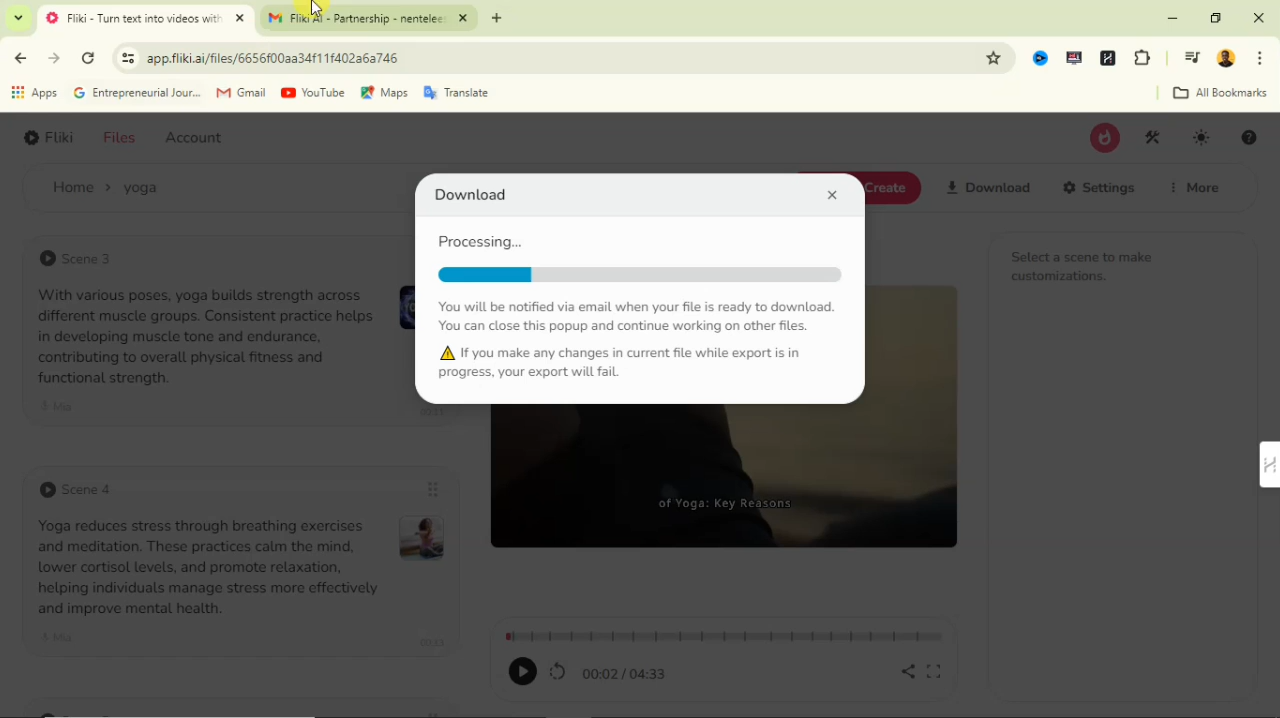 Fliki - Turn text into videos with
Fliki AI - Partnership - nentelee
app.fliki.ai/files/6656f00aa34f11f402a6a746
Apps
Entrepreneurial Jour...
Gmail
YouTube
Maps
Translate
All Bookmarks
Fliki
Files
Account
Home > yoga
Create
Download
Settings
More
Download
Processing...
You will be notified via email when your file is ready to download.
You can close this popup and continue working on other files.
If you make any changes in current file while export is in
progress, your export will fail.
Scene 3
With various poses, yoga builds strength across
different muscle groups. Consistent practice helps
in developing muscle tone and endurance,
contributing to overall physical fitness and
functional strength.
Mia
00:11
Scene 4
Yoga reduces stress through breathing exercises
and meditation. These practices calm the mind,
lower cortisol levels, and promote relaxation,
helping individuals manage stress more effectively
and improve mental health.
Mia
00:13
of Yoga: Key Reasons
00:02 / 04:33
Select a scene to make
customizations.